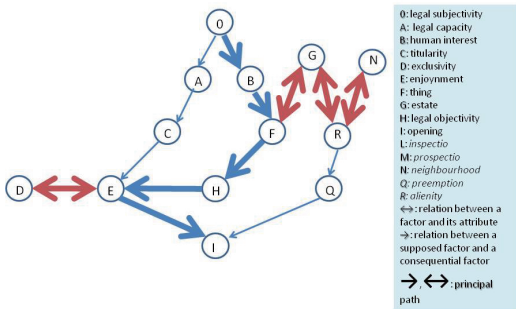 0
A
B
G
N
C
F
R
D
E
H
Q
I
0: legal subjectivity
A: legal capacity
B: human interest
C: titularity
D: exclusivity
E: enjoynment
F: thing
G: estate
H: legal objectivity
I: opening
L: inspectio
M: prospectio
N: neighbourhood
Q: preemption
R: alienity
↔: relation between a
factor and its attribute
→: relation between a
supposed factor and a
consequential factor
→, ↔: principal
path